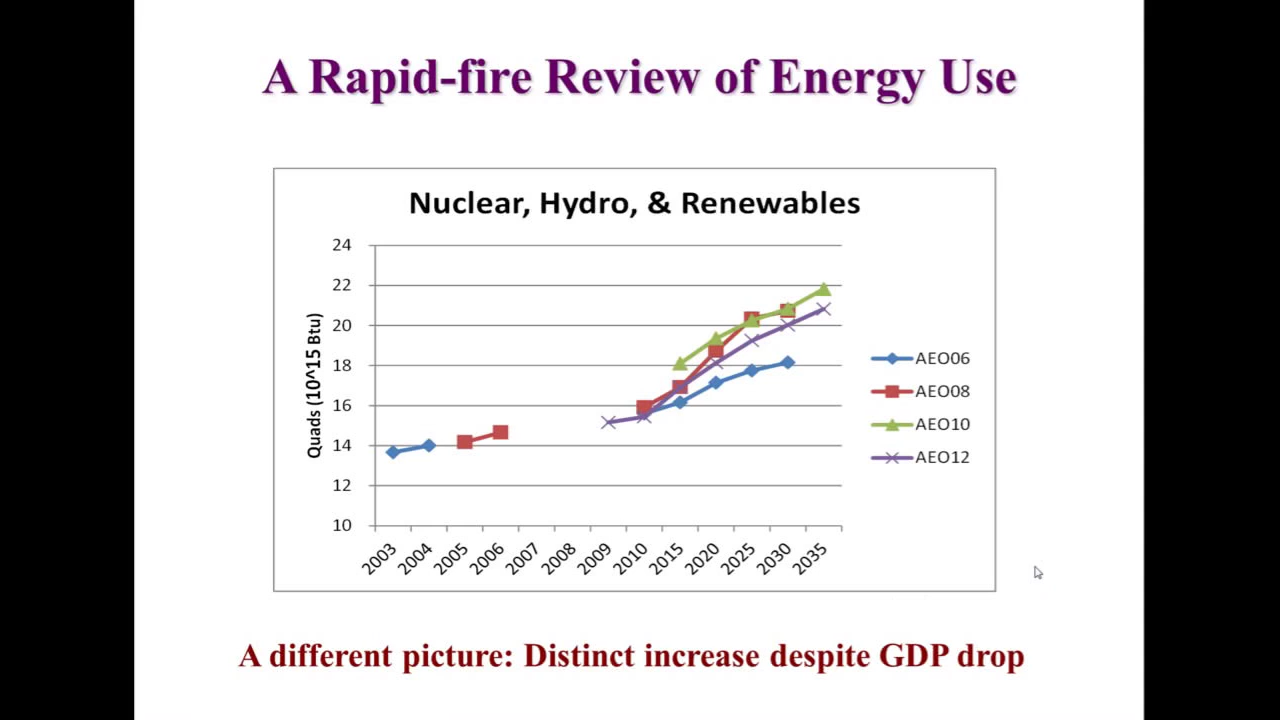 A Rapid-fire Review of Energy Use
Nuclear, Hydro, & Renewables
Quads (10^15 Btu)
24
22
20
18
16
14
12
10
2003
2004
2005
2006
2007
2008
2009
2010
2015
2020
2025
2030
2035
AEO06
AEO08
AEO10
AEO12
A different picture: Distinct increase despite GDP drop